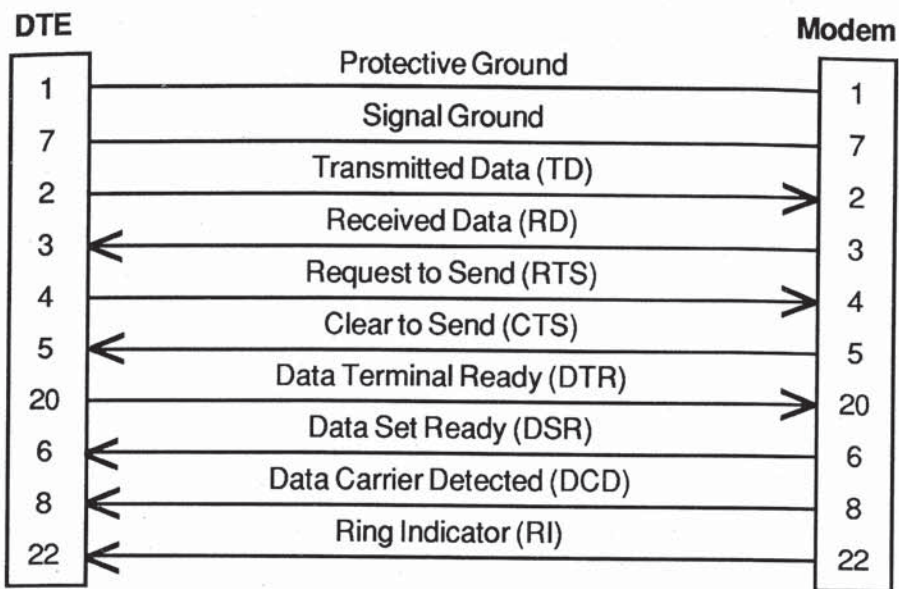 DTE
Modem
Protective Ground
1
1
Signal Ground
7
7
Transmitted Data (TD)
2
2
Received Data (RD)
3
3
Request to Send (RTS)
4
4
Clear to Send (CTS)
5
5
Data Terminal Ready (DTR)
20
20
Data Set Ready (DSR)
6
6
Data Carrier Detected (DCD)
8
8
Ring Indicator (RI)
22
22